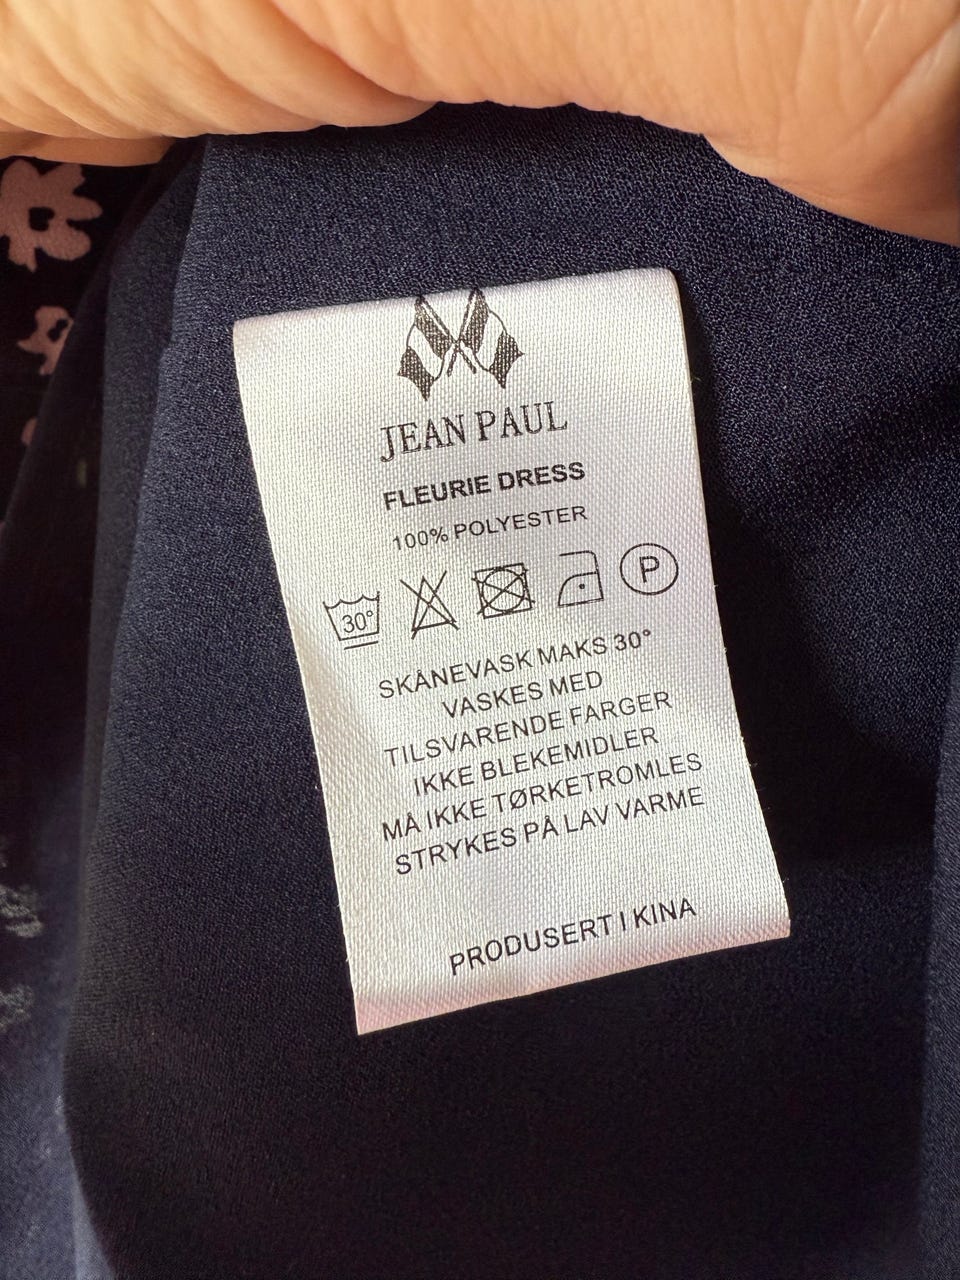 JEAN PAUL
FLEURIE DRESS
100% POLYESTER
30° P
SKÅNEVASK MAKS 30°
VASKES MED
TILSVARENDE FARGER
IKKE BLEKEMIDLER
MÅ IKKE TØRKETROMLES
STRYKES PÅ LAV VARME
PRODUSERT I KINA